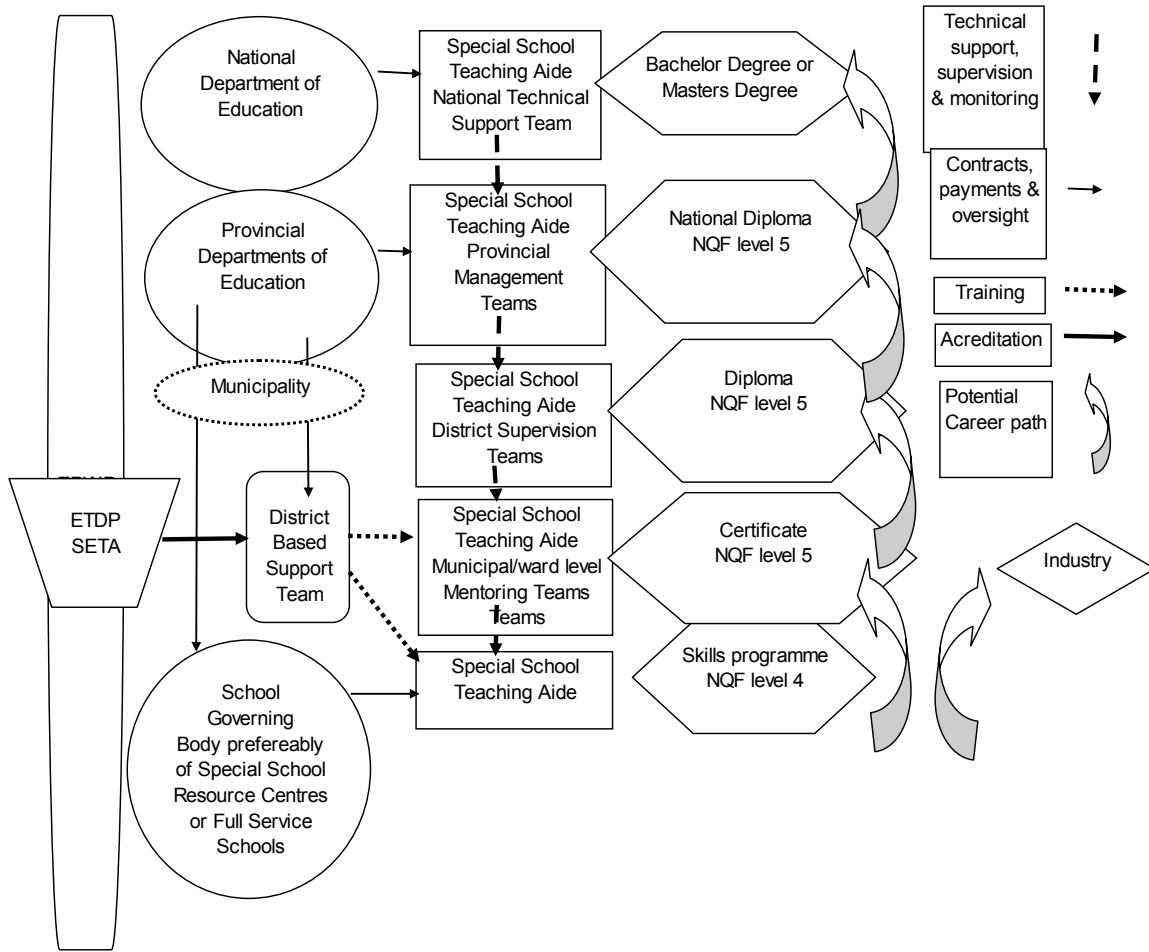 National
Department of
Education
Special School
Teaching Aide
National Technical
Support Team
Bachelor Degree or
Masters Degree
Technical
support,
supervision
& monitoring
Contracts,
payments &
oversight
Provincial
Departments of
Education
Special School
Teaching Aide
Provincial
Management
Teams
National Diploma
NQF level 5
Training
Acreditation
Municipality
Special School
Teaching Aide
District Supervision
Teams
Diploma
NQF level 5
Potential
Career path
ETDP
SETA
District
Based
Support
Team
Special School
Teaching Aide
Municipal/ward level
Mentoring Teams
Teams
Certificate
NQF level 5
Industry
Special School
Teaching Aide
Skills programme
NQF level 4
School
Governing
Body prefereably
of Special School
Resource Centres
or Full Service
Schools